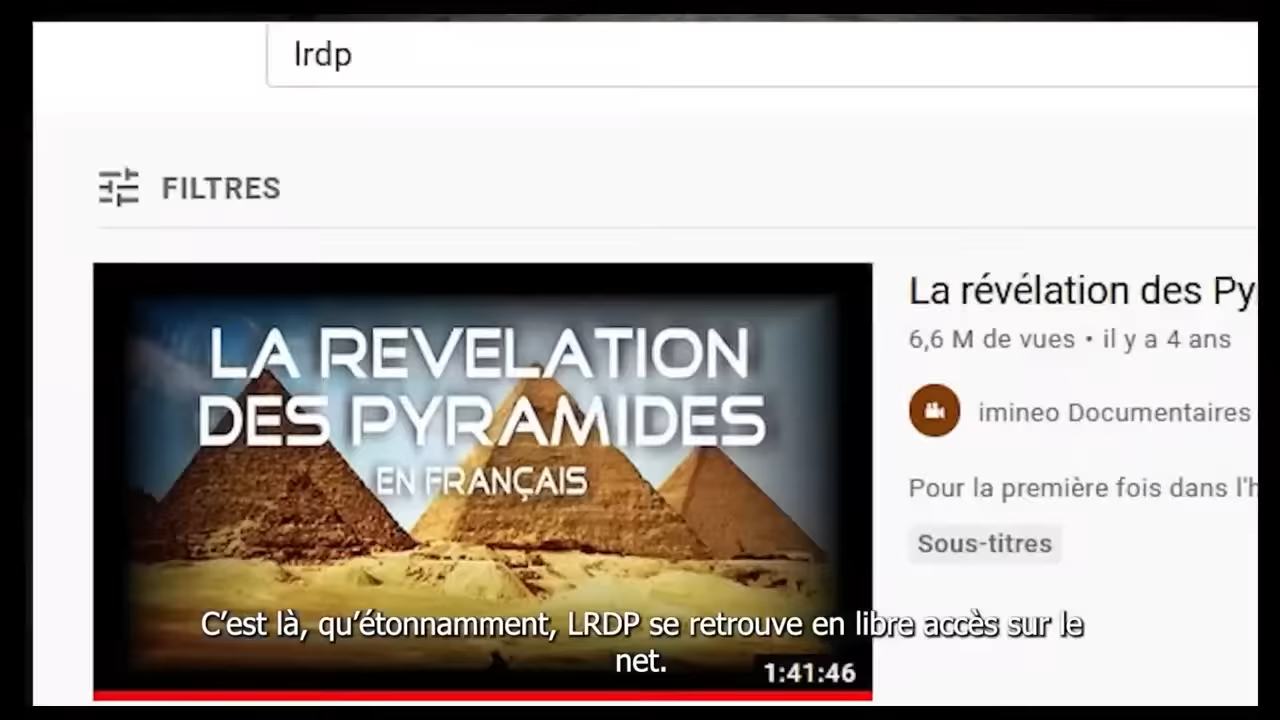 lrdp
FILTRES
LA REVELATION
DES PYRAMIDES
EN FRANÇAIS
1:41:46
La révélation des Py
6,6 M de vues • il y a 4 ans
imineo Documentaires
Pour la première fois dans l'h
Sous-titres
C’est là, qu’étonnamment, LRDP se retrouve en libre accès sur le
net.